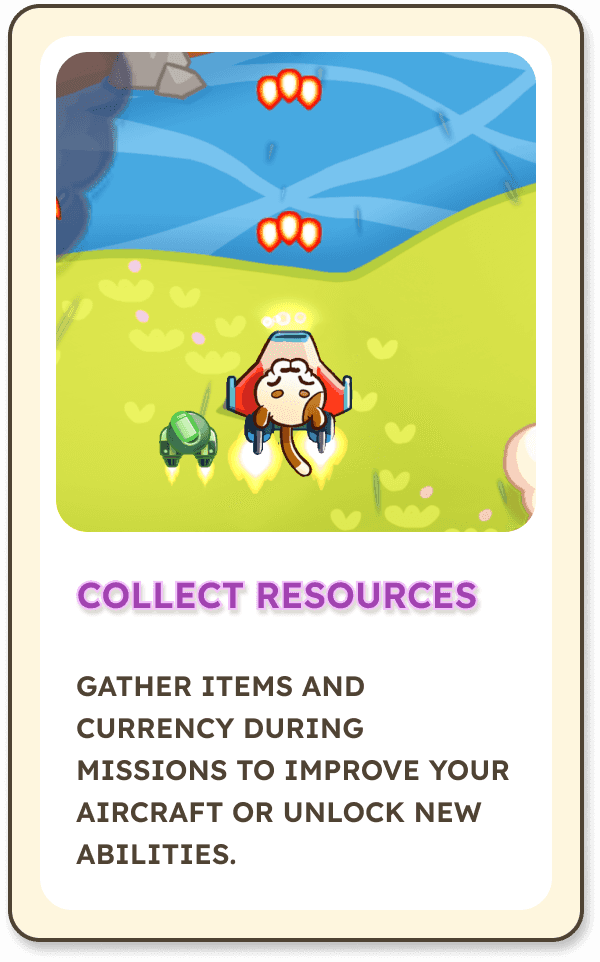 COLLECT RESOURCES
GATHER ITEMS AND
CURRENCY DURING
MISSIONS TO IMPROVE YOUR
AIRCRAFT OR UNLOCK NEW
ABILITIES.